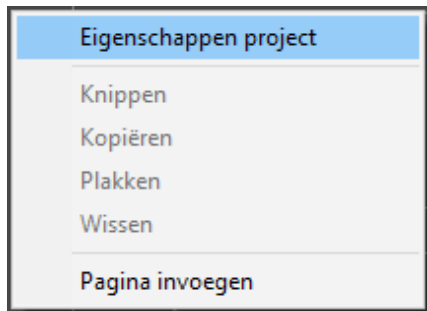 Eigenschappen project
Knippen
Kopiëren
Plakken
Wissen
Pagina invoegen